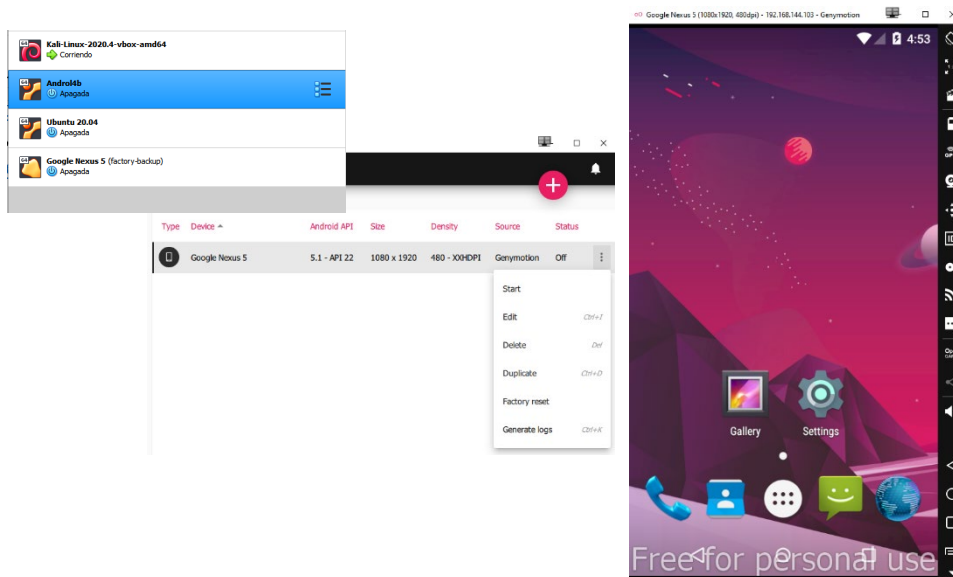 Kali-Linux-2020.4-vbox-amd64
Corriendo
Androl4b
Apagada
Ubuntu 20.04
Apagada
Google Nexus 5 (factory-backup)
Apagada
Type Device Android API Size Density Source Status
Google Nexus 5 5.1 - API 22 1080 x 1920 480 - XXHDPI Genymotion Off
Start
Edit Ctrl+I
Delete Del
Duplicate Ctrl+D
Factory reset
Generate logs Ctrl+K
Google Nexus 5 (1080x1920, 480dpi) - 192.168.144.103 - Genymotion
4:53
Gallery Settings
Free for personal use